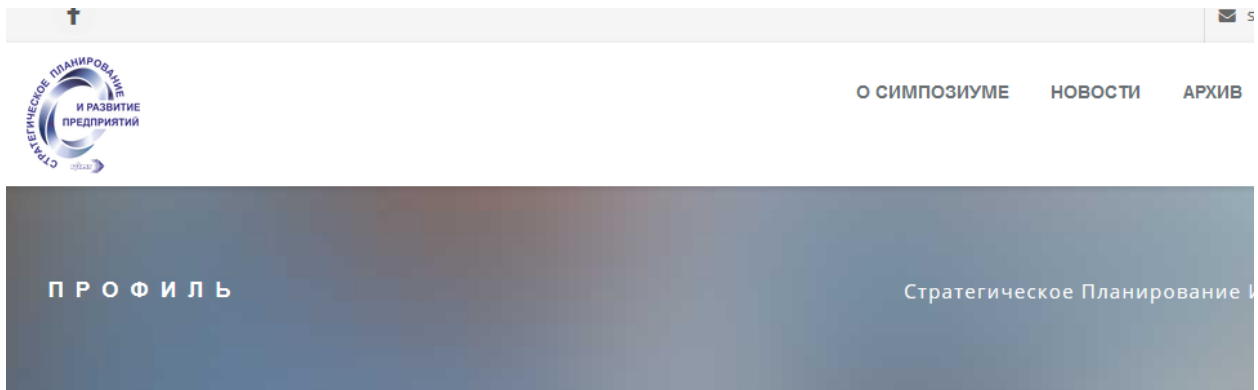 СТРАТЕГИЧЕСКОЕ ПЛАНИРОВАНИЕ
И РАЗВИТИЕ
ПРЕДПРИЯТИЙ
О СИМПОЗИУМЕ НОВОСТИ АРХИВ
ПРОФИЛЬ
Стратегическое Планирование И